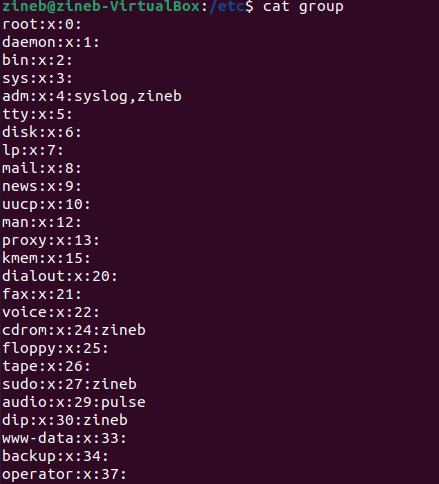 zineb@zineb-VirtualBox:/etc$ cat group
root:x:0:
daemon:x:1:
bin:x:2:
sys:x:3:
adm:x:4:syslog,zineb
tty:x:5:
disk:x:6:
lp:x:7:
mail:x:8:
news:x:9:
uucp:x:10:
man:x:12:
proxy:x:13:
kmem:x:15:
dialout:x:20:
fax:x:21:
voice:x:22:
cdrom:x:24:zineb
floppy:x:25:
tape:x:26:
sudo:x:27:zineb
audio:x:29:pulse
dip:x:30:zineb
www-data:x:33:
backup:x:34:
operator:x:37: